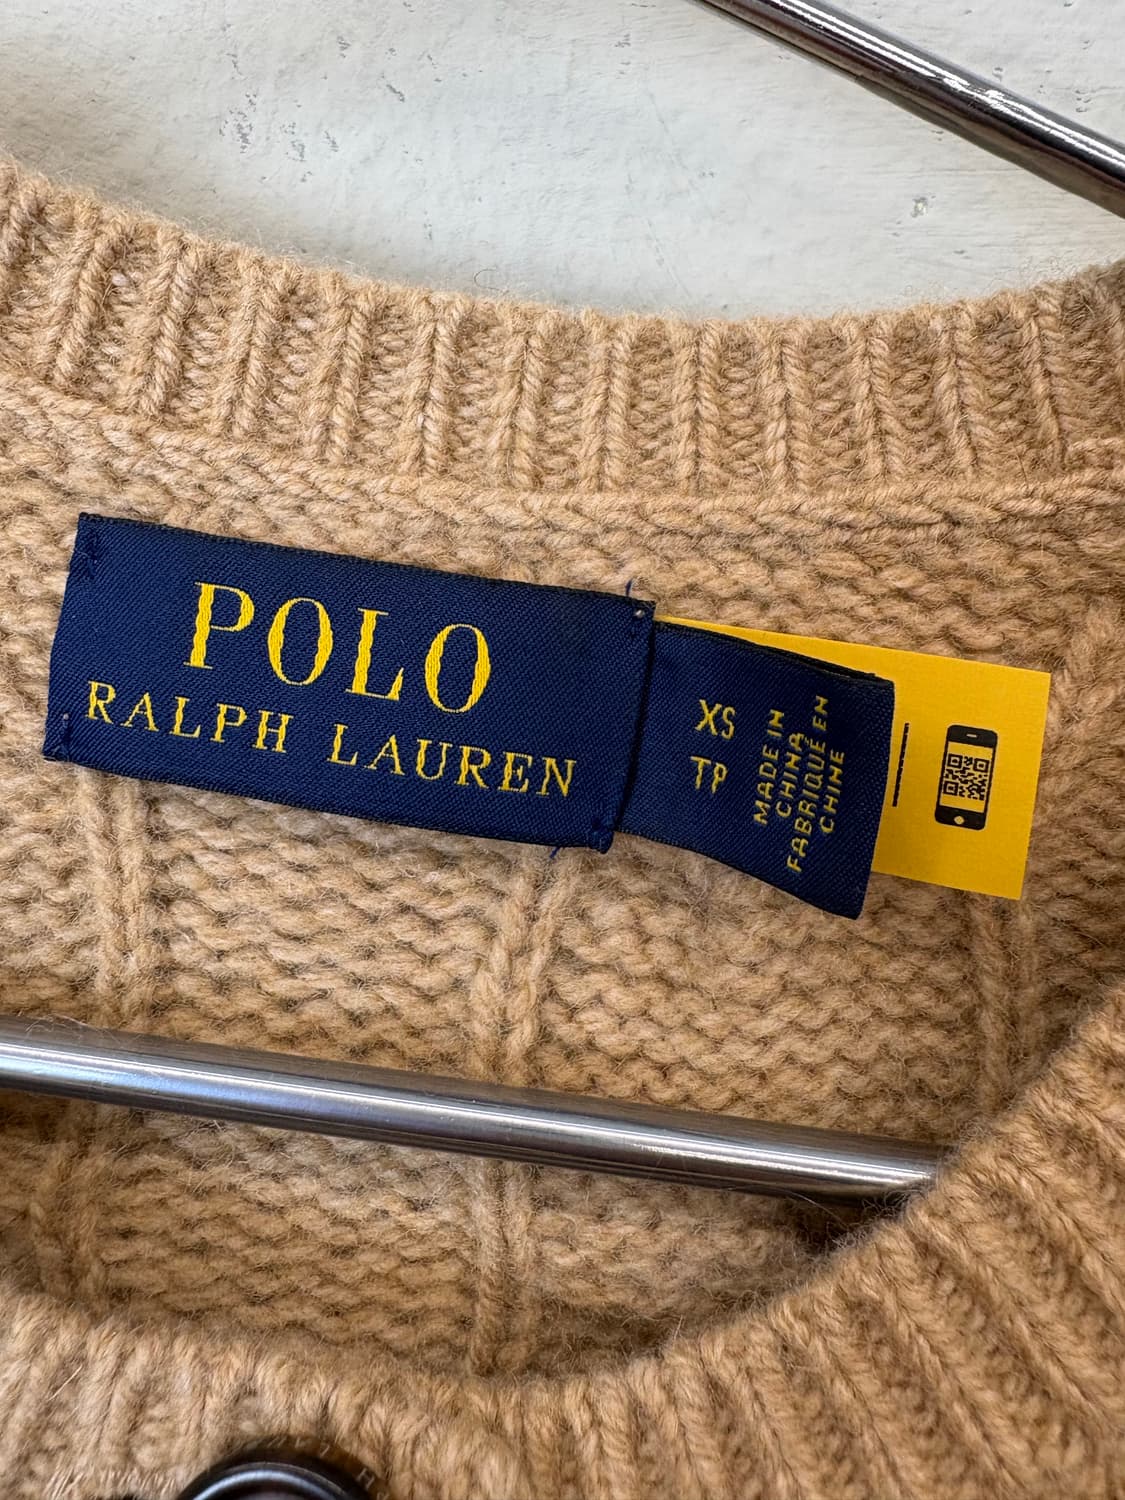 POLO
RALPH LAUREN
XS
TP
MADE IN
CHINA
FABRIQUÉ EN
CHINE